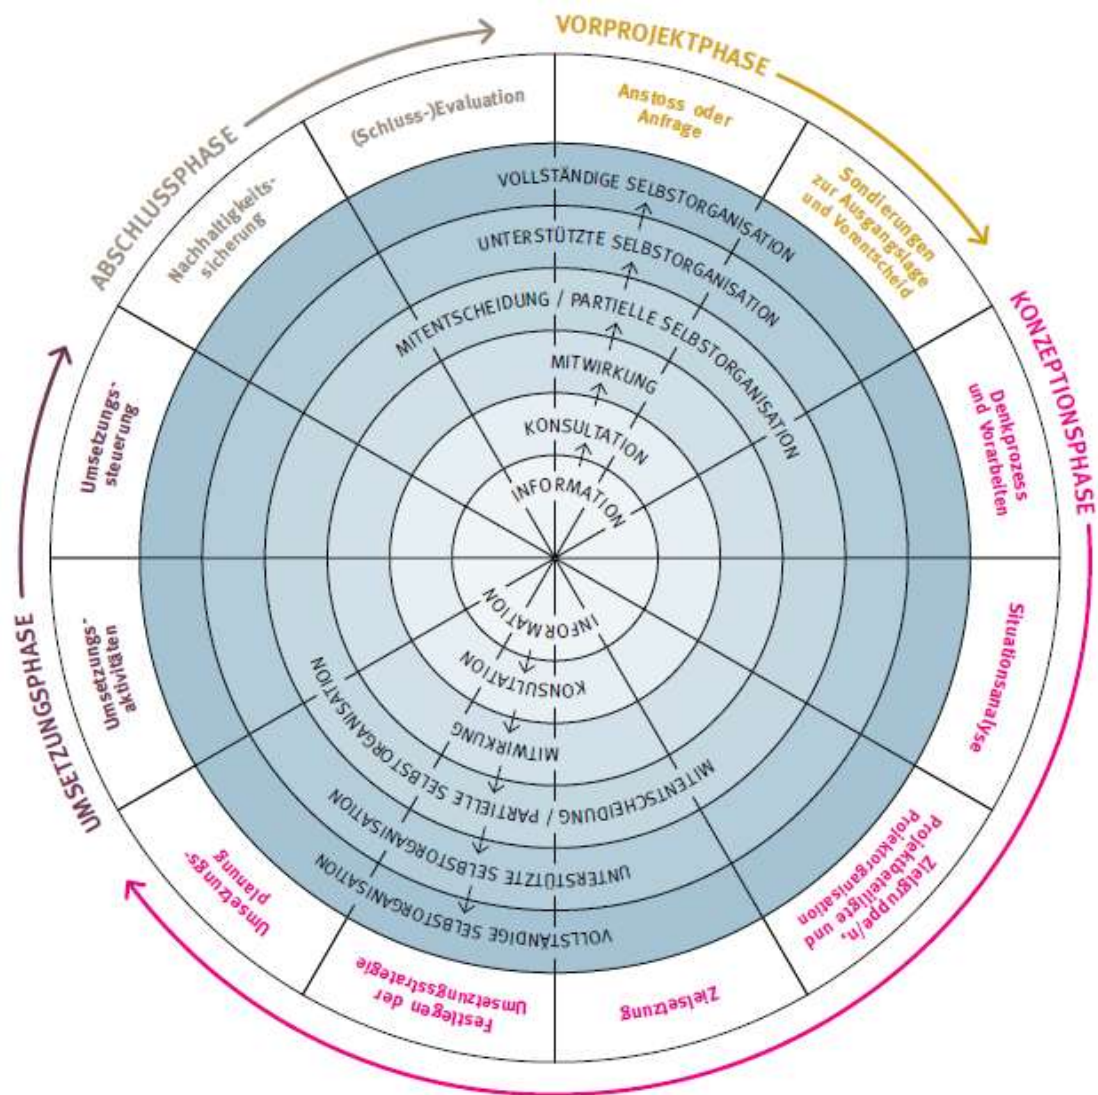 VORPROJEKTPHASE
Anstoss oder
Anfrage
Sondierungen
zur Ausgangslage
und Vorentscheid
KONZEPTIONSPHASE
Denkprozess
und Vorarbeiten
Situationsanalyse
Zielgruppe/n,
Projektbeteiligte und
Projektorganisation
Zielsetzung
Festlegen der
Umsetzungsstrategie
Umsetzungs-
planung
UMSETZUNGSPHASE
Umsetzungs-
aktivitäten
Umsetzungs-
steuerung
ABSCHLUSSPHASE
Nachhaltigkeits-
sicherung
(Schluss-)Evaluation
VOLLSTÄNDIGE SELBSTORGANISATION
UNTERSTÜTZTE SELBSTORGANISATION
MITENTSCHEIDUNG / PARTIELLE SELBSTORGANISATION
MITWIRKUNG
KONSULTATION
INFORMATION
INFORMATION
KONSULTATION
MITWIRKUNG
MITENTSCHEIDUNG / PARTIELLE SELBSTORGANISATION
UNTERSTÜTZTE SELBSTORGANISATION
VOLLSTÄNDIGE SELBSTORGANISATION